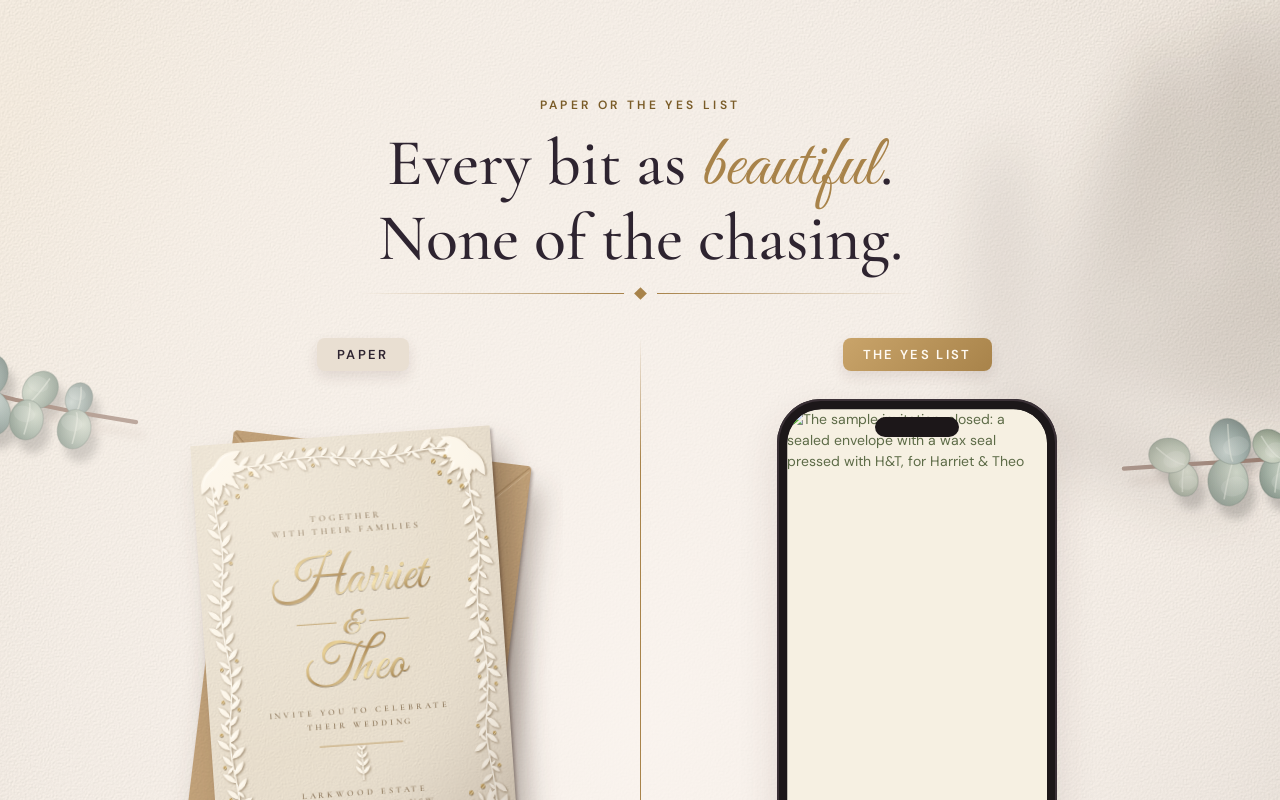 PAPER OR THE YES LIST
Every bit as beautiful.
None of the chasing.
PAPER
THE YES LIST
TOGETHER
WITH THEIR FAMILIES
Harriet
&
Theo
INVITE YOU TO CELEBRATE
THEIR WEDDING
LARKWOOD ESTATE
The sample closed: a
sealed envelope with a wax seal
pressed with H&T, for Harriet & Theo